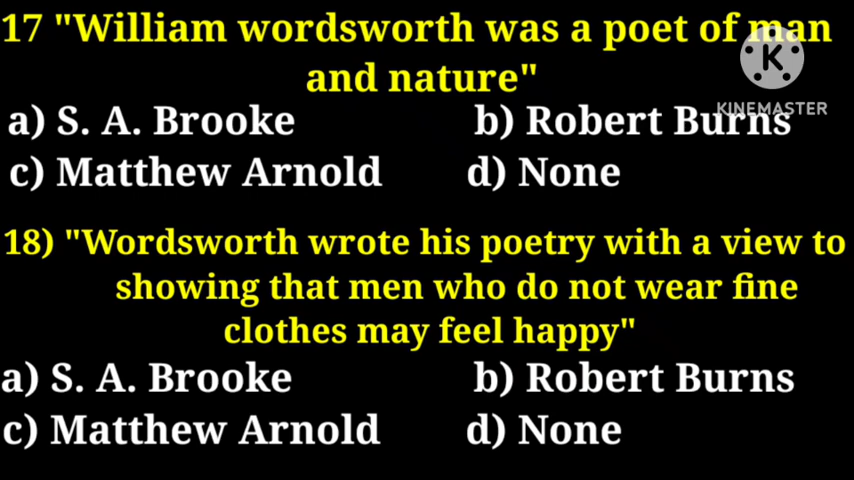 17 "William wordsworth was a poet of man
and nature"
KINEMASTER
a) S. A. Brooke b) Robert Burns
c) Matthew Arnold d) None
18) "Wordsworth wrote his poetry with a view to
showing that men who do not wear fine
clothes may feel happy"
a) S. A. Brooke b) Robert Burns
c) Matthew Arnold d) None